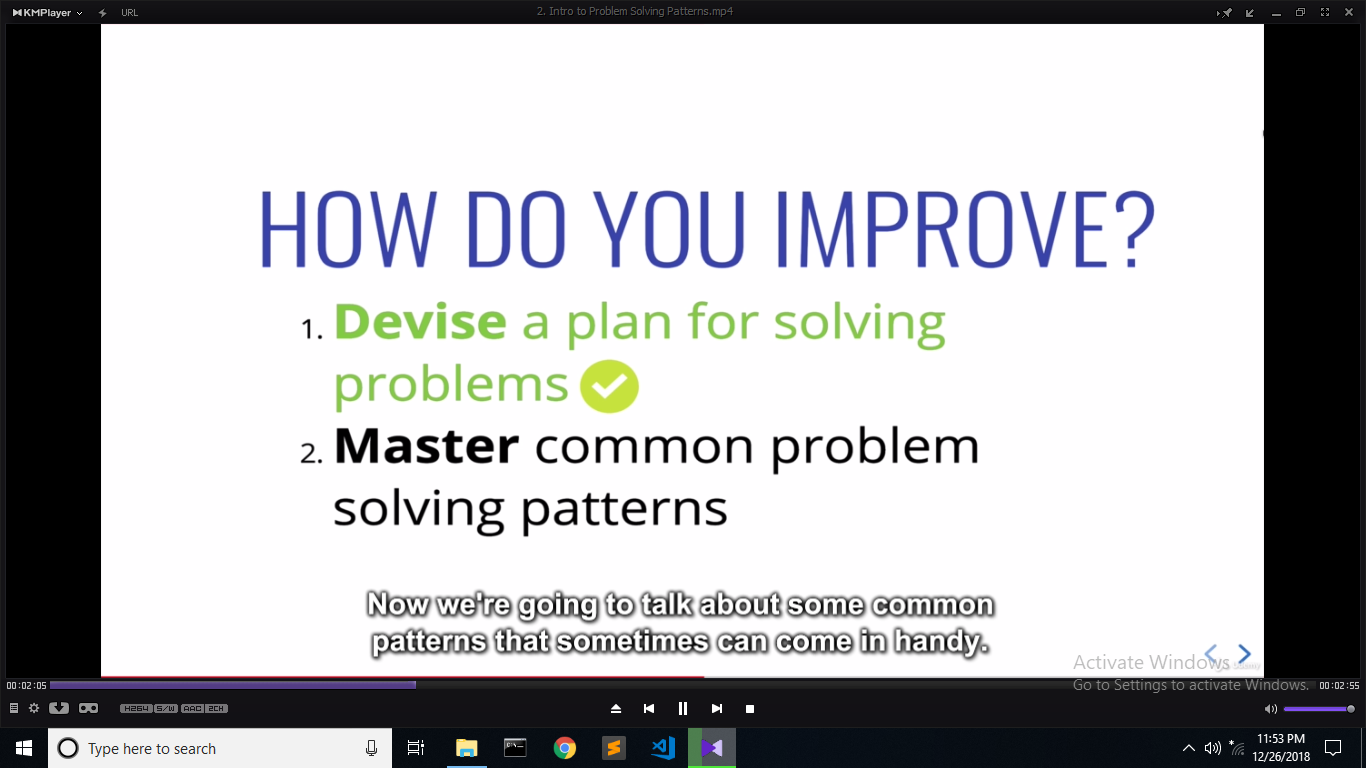 KMPlayer
URL
2. Intro to Problem Solving Patterns.mp4
HOW DO YOU IMPROVE?
1. Devise a plan for solving
problems
2. Master common problem
solving patterns
Now we're going to talk about some common
patterns that sometimes can come in handy.
Activate Windows
Go to Settings to activate Windows.
00:02:05
00:02:55
H264 S/W AAC 2CH
Type here to search
11:53 PM
12/26/2018